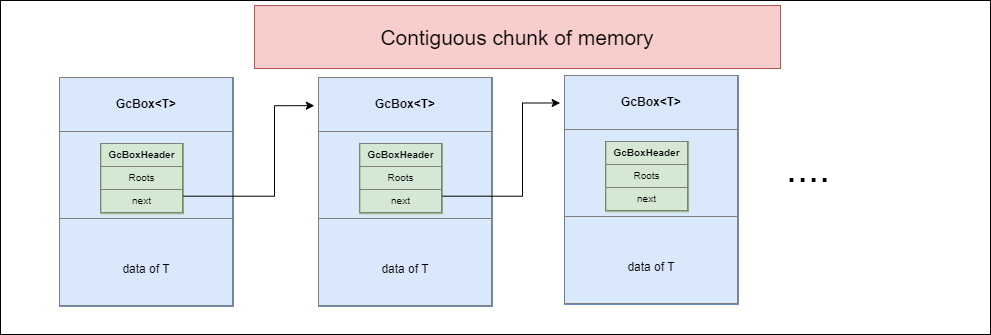 Contiguous chunk of memory
GcBox<T>
GcBoxHeader
Roots
next
data of T
GcBox<T>
GcBoxHeader
Roots
next
data of T
GcBox<T>
GcBoxHeader
Roots
next
data of T
....